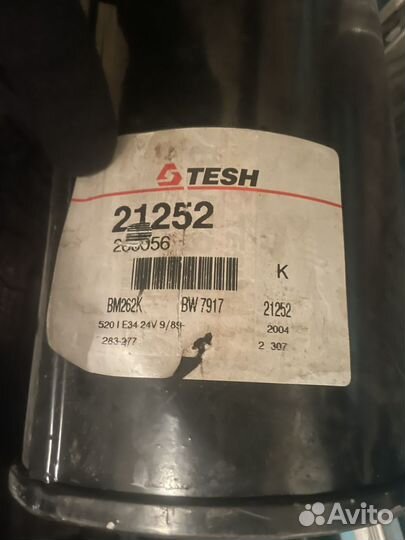 TESH
21252
K
BM262K BW 7917 21252
520 I E34 24V 9/89- 2004
283-277 2 307
Avito